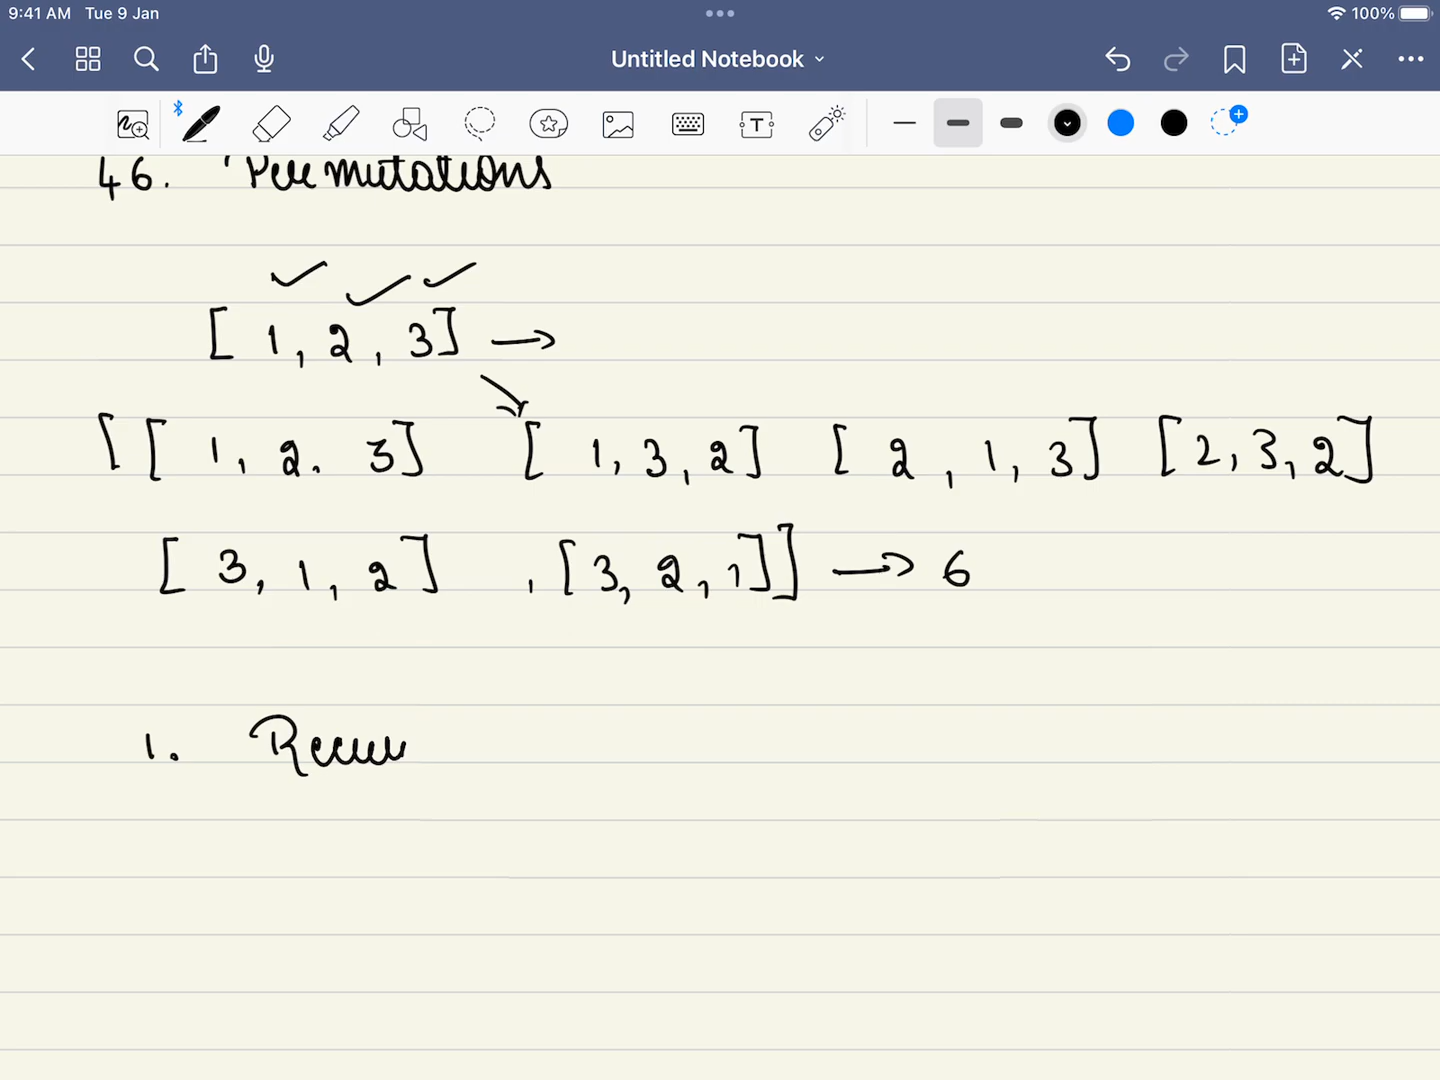 9:41 AM Tue 9 Jan 100%
Untitled Notebook
46. Permutations
[ 1, 2, 3] →
[ [ 1, 2. 3] [ 1, 3, 2] [ 2, 1, 3] [2, 3, 2]
[ 3, 1, 2] , [3, 2, 1]] → 6
1. Recur